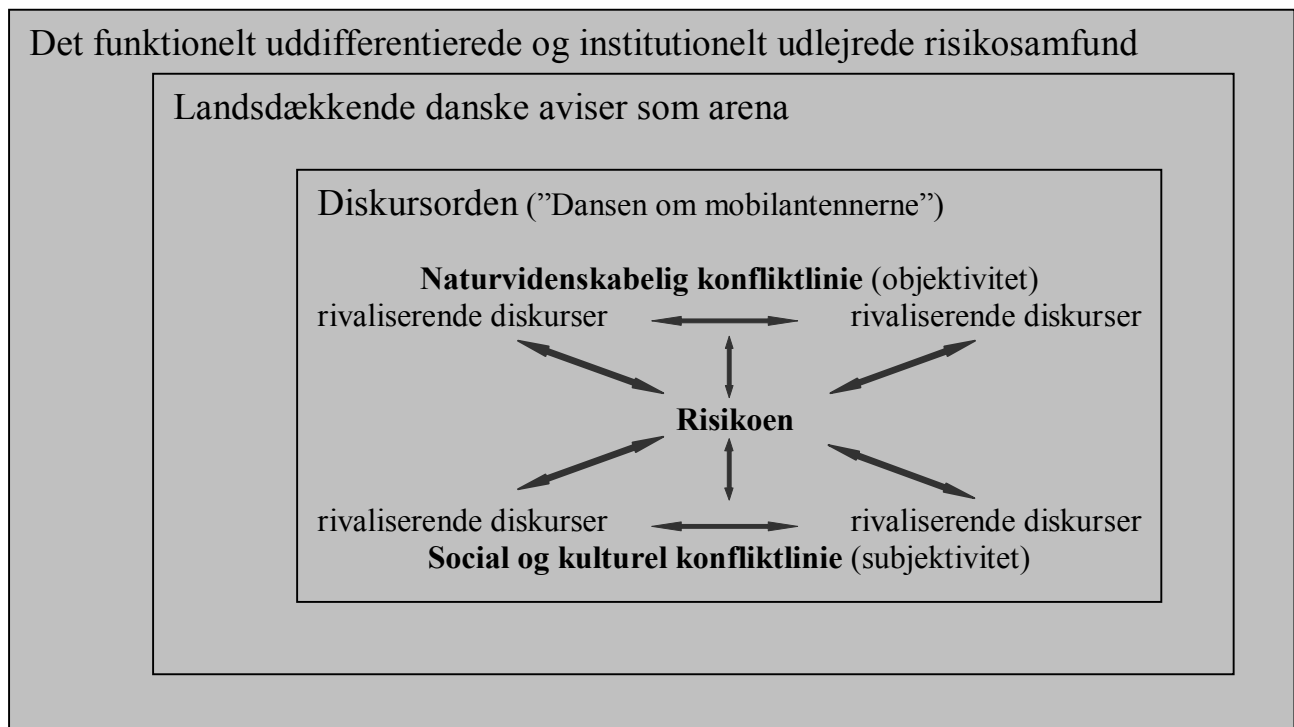 Det funktionelt uddifferentierede og institutionelt udlejrede risikosamfund
Landsdækkende danske aviser som arena
Diskursorden (”Dansen om mobilantennerne”)
Naturvidenskabelig konfliktlinie (objektivitet)
rivaliserende diskurser rivaliserende diskurser
Risikoen
rivaliserende diskurser rivaliserende diskurser
Social og kulturel konfliktlinie (subjektivitet)